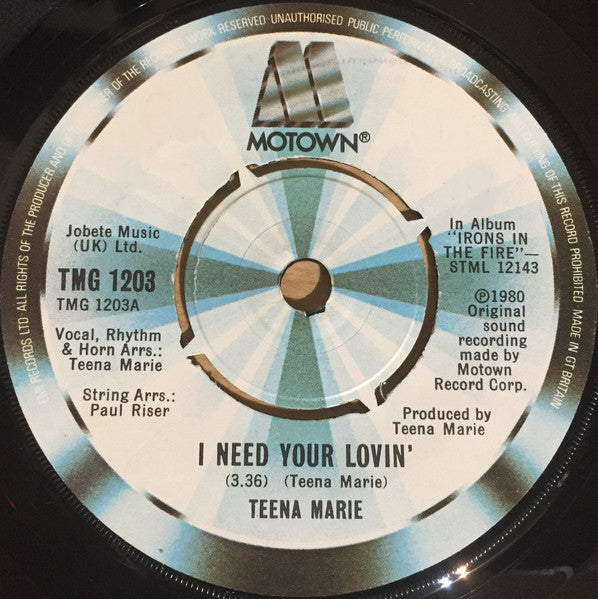 MOTOWN®
Jobete Music
(UK) Ltd.
TMG 1203
TMG 1203A
Vocal, Rhythm
& Horn Arrs.:
Teena Marie
String Arrs.:
Paul Riser
In Album
"IRONS IN
THE FIRE"—
STML 12143
Ⓟ1980
Original
sound
recording
made by
Motown
Record Corp.
Produced by
Teena Marie
I NEED YOUR LOVIN'
(3.36) (Teena Marie)
TEENA MARIE
EMI RECORDS LTD ALL RIGHTS OF THE PRODUCER AND OF THE OWNER OF THE RECORDED WORK RESERVED · UNAUTHORISED PUBLIC PERFORMANCE BROADCASTING AND COPYING OF THIS RECORD PROHIBITED · MADE IN GT BRITAIN